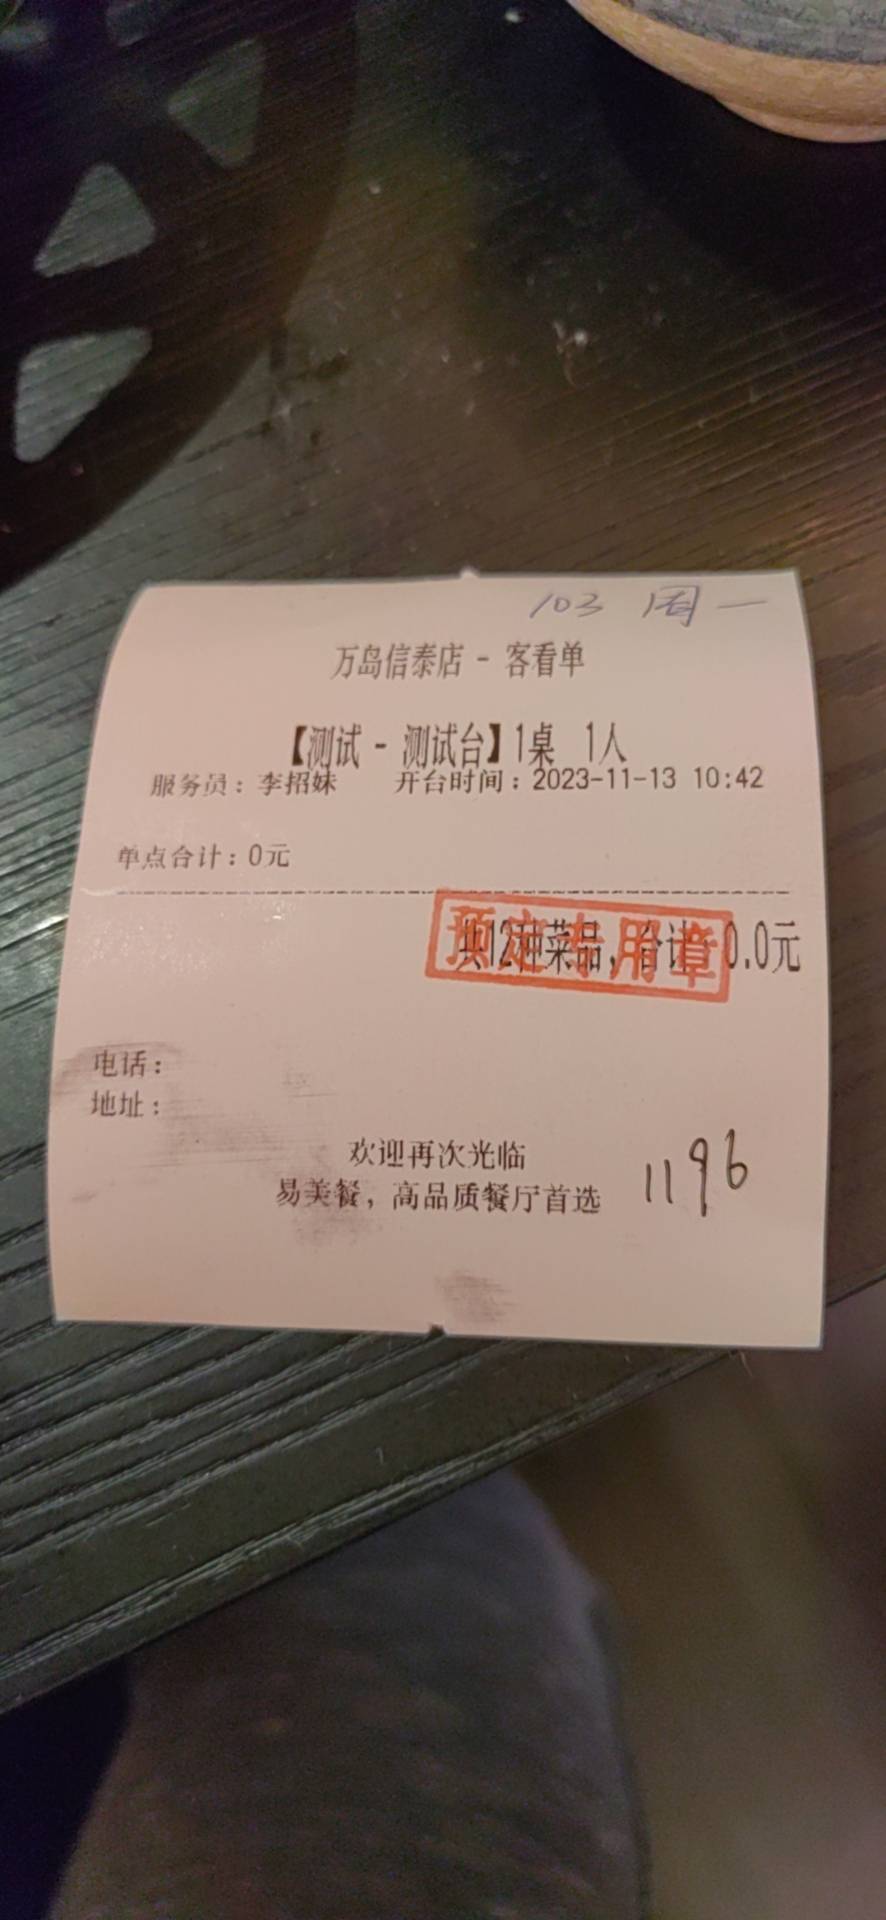 103 周一
万岛信泰店 - 客看单
【测试 - 测试台】1桌 1人
服务员：李招妹 开台时间：2023-11-13 10:42
单点合计：0元
共12种菜品，合计：0.0元
预定专用章
电话：
地址：
欢迎再次光临
易美餐，高品质餐厅首选
1196